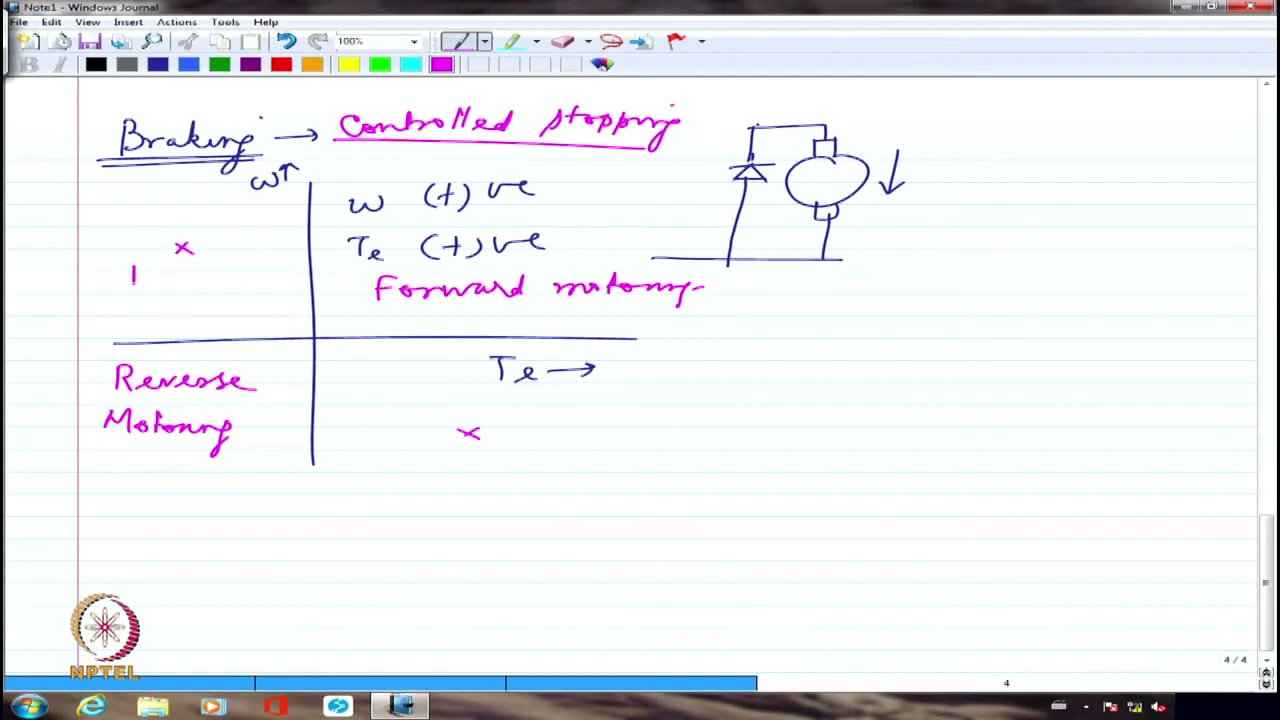 Note1 - Windows Journal
File Edit View Insert Actions Tools Help
100%
B I
Braking → Controlled stopping
ω↑
ω (+)ve
Te (+)ve
Forward motoring
×
Te →
Reverse
Motoring
×
NPTEL
4 / 4
4